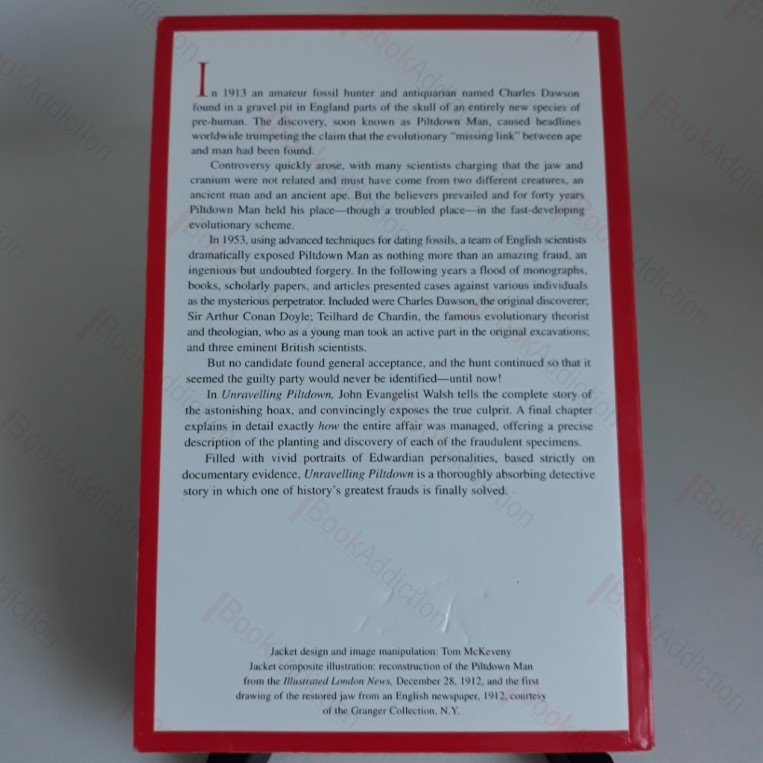 In 1913 an amateur fossil hunter and antiquarian named Charles Dawson
found in a gravel pit in England parts of the skull of an entirely new species of
pre-human. The discovery, soon known as Piltdown Man, caused headlines
worldwide trumpeting the claim that the evolutionary “missing link” between ape
and man had been found.
Controversy quickly arose, with many scientists charging that the jaw and
cranium were not related and must have come from two different creatures, an
ancient man and an ancient ape. But the believers prevailed and for forty years
Piltdown Man held his place—though a troubled place—in the fast-developing
evolutionary scheme.
In 1953, using advanced techniques for dating fossils, a team of English scientists
dramatically exposed Piltdown Man as nothing more than an amazing fraud, an
ingenious but undoubted forgery. In the following years a flood of monographs,
books, scholarly papers, and articles presented cases against various individuals
as the mysterious perpetrator. Included were Charles Dawson, the original discoverer;
Sir Arthur Conan Doyle; Teilhard de Chardin, the famous evolutionary theorist
and theologian, who as a young man took an active part in the original excavations;
and three eminent British scientists.
But no candidate found general acceptance, and the hunt continued so that it
seemed the guilty party would never be identified—until now!
In Unravelling Piltdown, John Evangelist Walsh tells the complete story of
the astonishing hoax, and convincingly exposes the true culprit. A final chapter
explains in detail exactly how the entire affair was managed, offering a precise
description of the planting and discovery of each of the fraudulent specimens.
Filled with vivid portraits of Edwardian personalities, based strictly on
documentary evidence, Unravelling Piltdown is a thoroughly absorbing detective
story in which one of history’s greatest frauds is finally solved.
Jacket design and image manipulation: Tom McKeveny
Jacket composite illustration: reconstruction of the Piltdown Man
from the Illustrated London News, December 28, 1912, and the first
drawing of the restored jaw from an English newspaper, 1912, courtesy
of the Granger Collection, N.Y.
BookAddiction